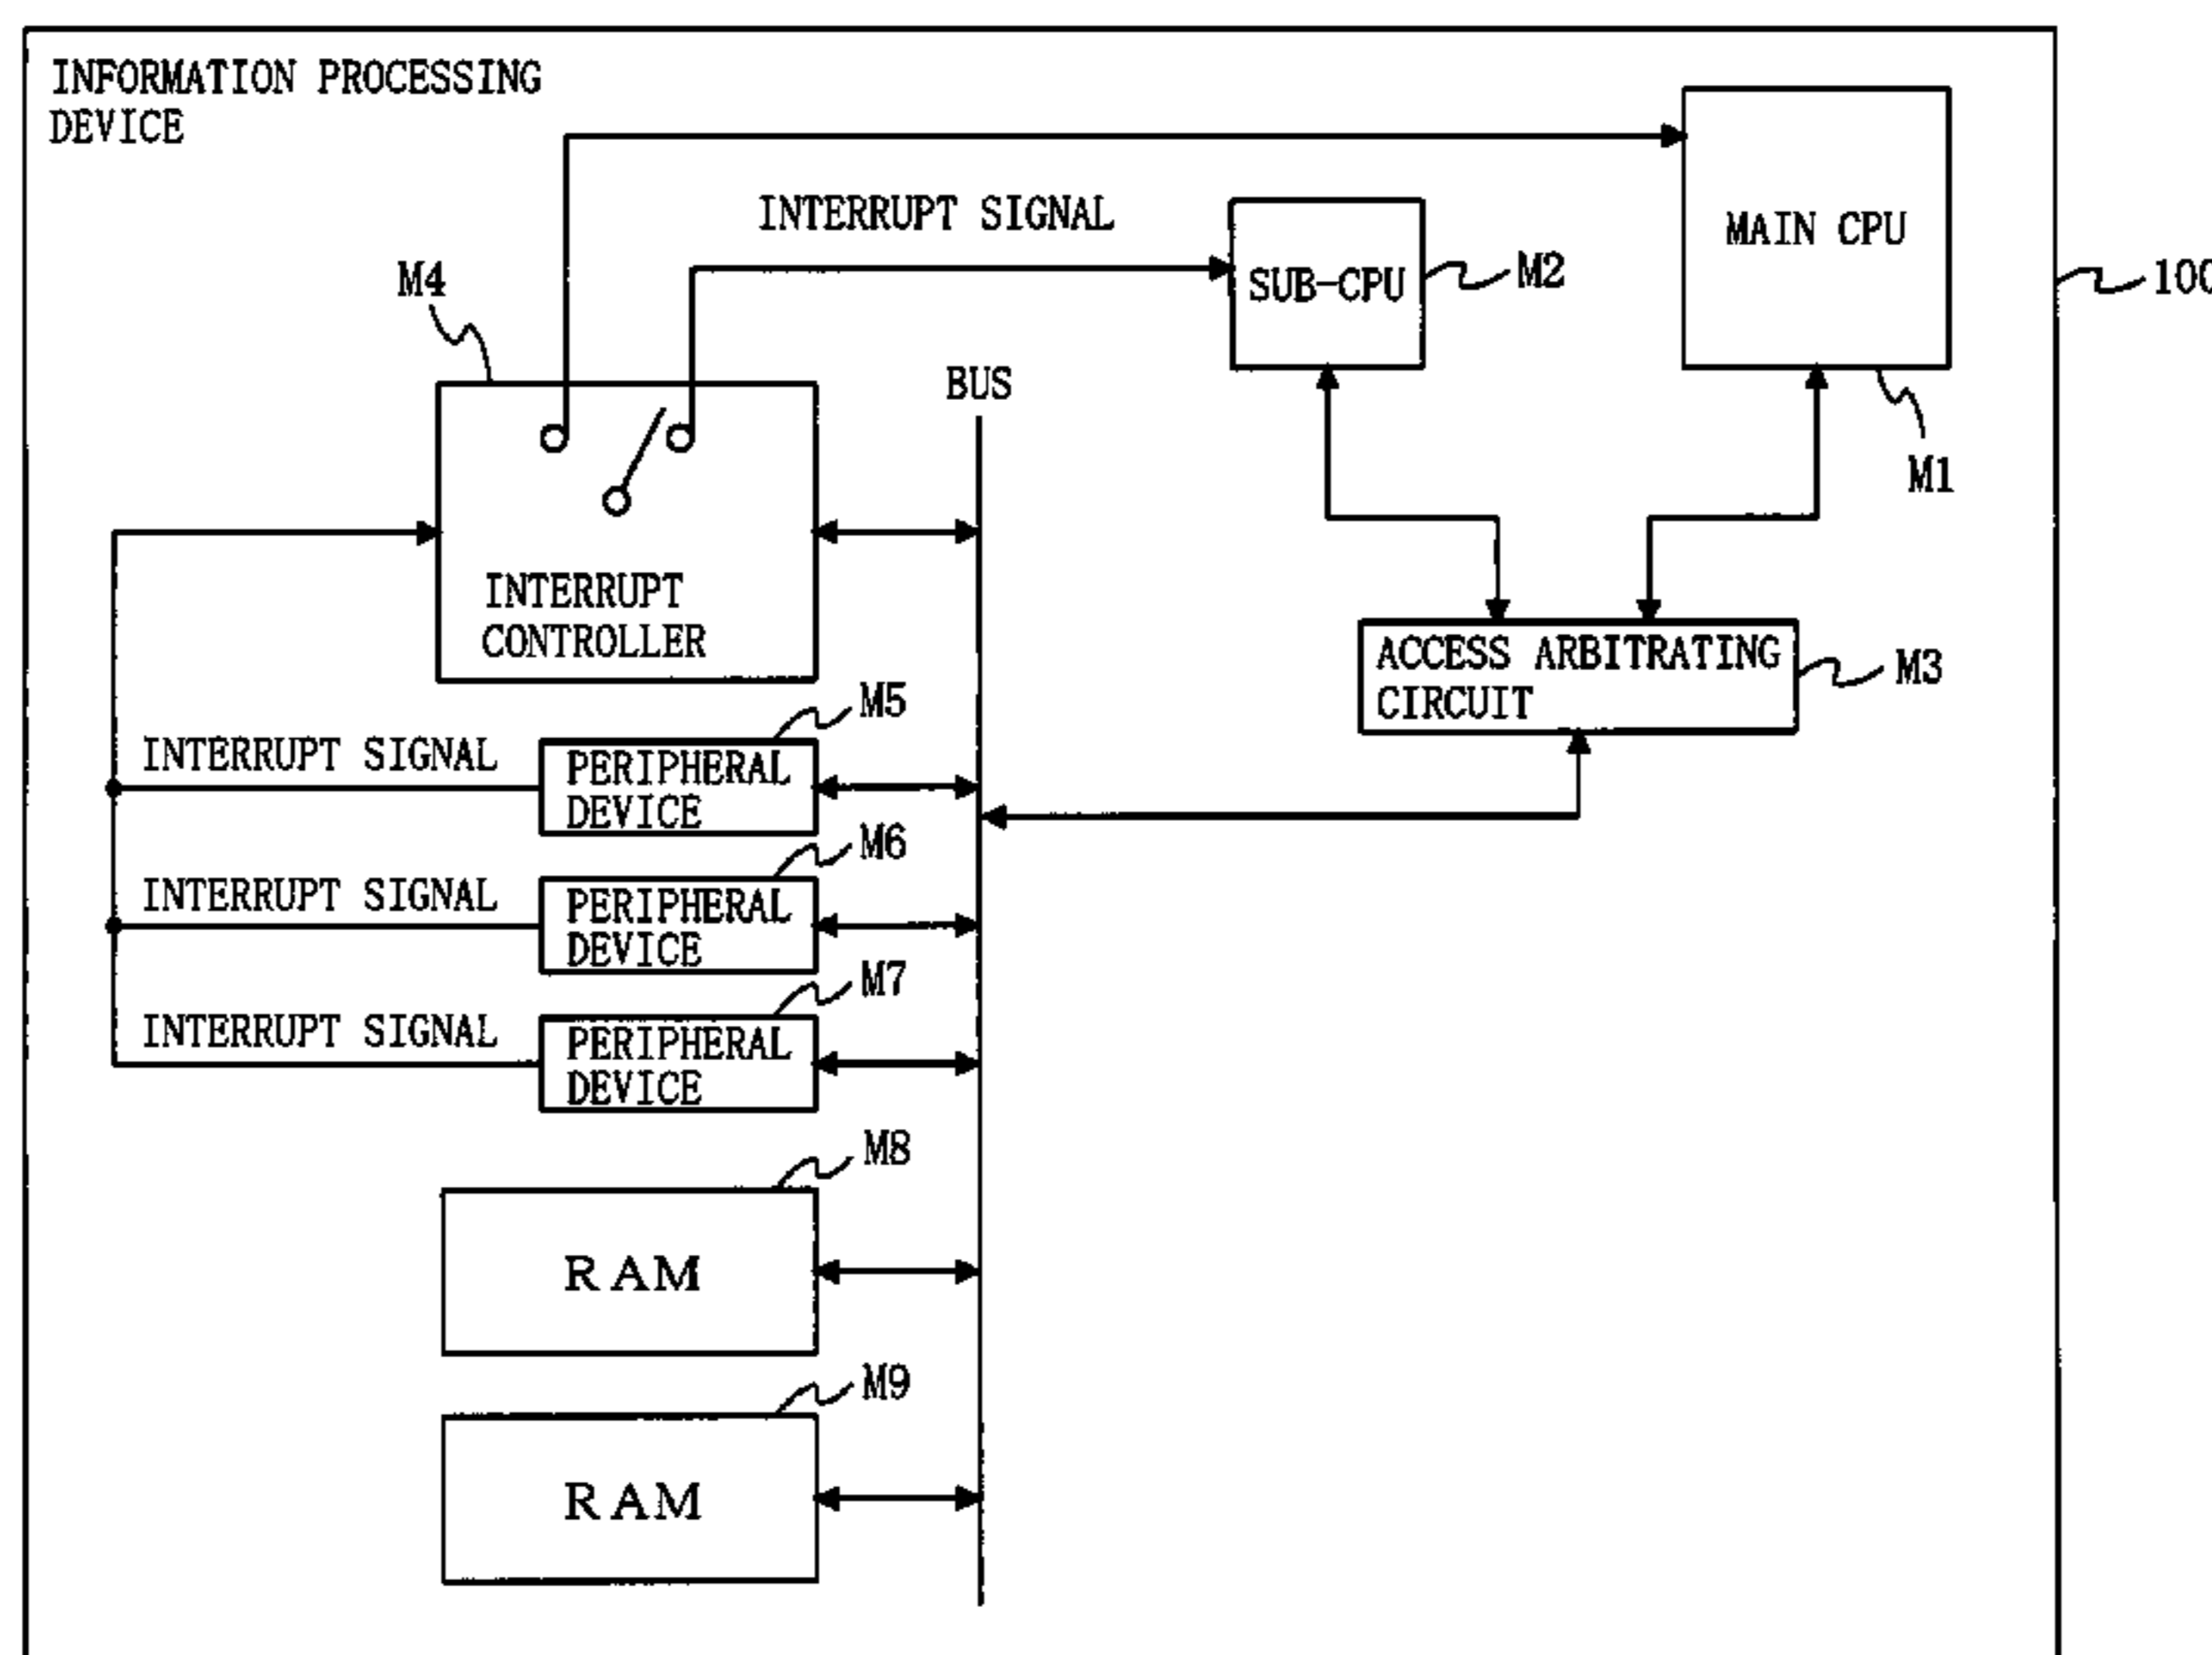 INFORMATION PROCESSING
DEVICE
MAIN CPU
INTERRUPT SIGNAL
SUB-CPU
M2
M4
100
BUS
M1
INTERRUPT
CONTROLLER
ACCESS ARBITRATING
CIRCUIT
M3
M5
INTERRUPT SIGNAL
PERIPHERAL
DEVICE
M6
INTERRUPT SIGNAL
PERIPHERAL
DEVICE
M7
INTERRUPT SIGNAL
PERIPHERAL
DEVICE
M8
RAM
M9
RAM